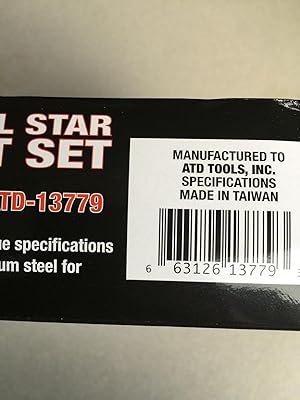 L STAR
T SET
TD-13779
ue specifications
um steel for
MANUFACTURED TO
ATD TOOLS, INC.
SPECIFICATIONS
MADE IN TAIWAN
6 63126 13779 3